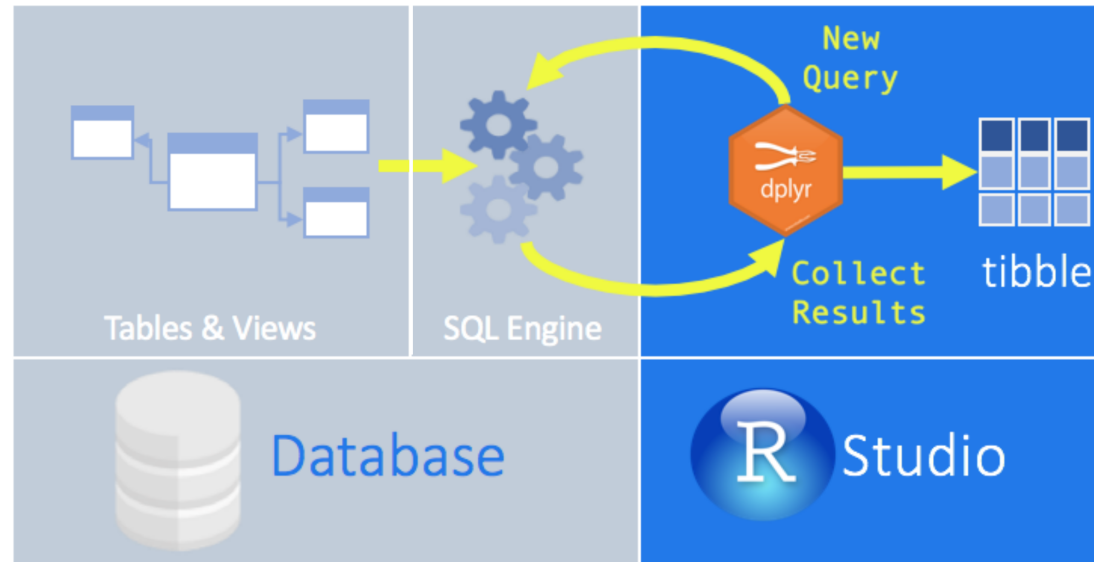 New
Query
dplyr
Collect
Results
tibble
Tables & Views
SQL Engine
Database
R Studio